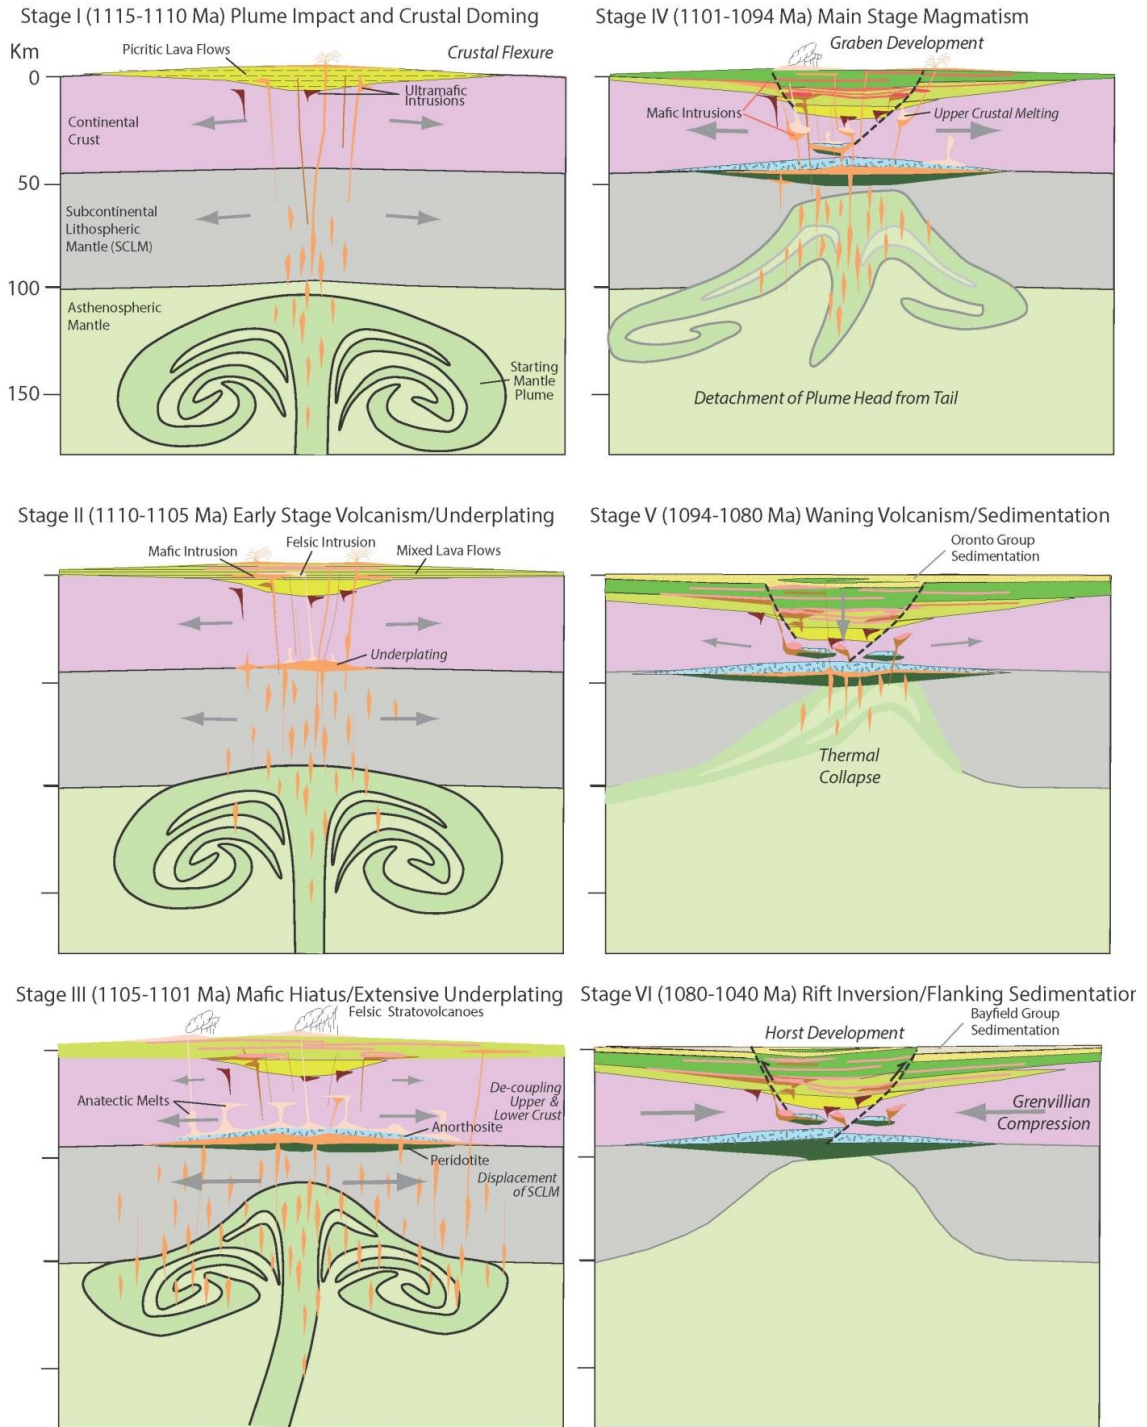 Stage I (1115-1110 Ma) Plume Impact and Crustal Doming
Km
Picritic Lava Flows
Crustal Flexure
0
Ultramafic
Intrusions
Continental
Crust
50
Subcontinental
Lithospheric
Mantle (SCLM)
100
Asthenospheric
Mantle
Starting
Mantle
Plume
150
Stage II (1110-1105 Ma) Early Stage Volcanism/Underplating
Felsic Intrusion
Mafic Intrusion
Mixed Lava Flows
Underplating
Stage III (1105-1101 Ma) Mafic Hiatus/Extensive Underplating
Felsic Stratovolcanoes
Anatectic Melts
De-coupling
Upper &
Lower Crust
Anorthosite
Peridotite
Displacement
of SCLM
Stage IV (1101-1094 Ma) Main Stage Magmatism
Graben Development
Mafic Intrusions
Upper Crustal Melting
Detachment of Plume Head from Tail
Stage V (1094-1080 Ma) Waning Volcanism/Sedimentation
Oronto Group
Sedimentation
Thermal
Collapse
Stage VI (1080-1040 Ma) Rift Inversion/Flanking Sedimentation
Bayfield Group
Sedimentation
Horst Development
Grenvillian
Compression